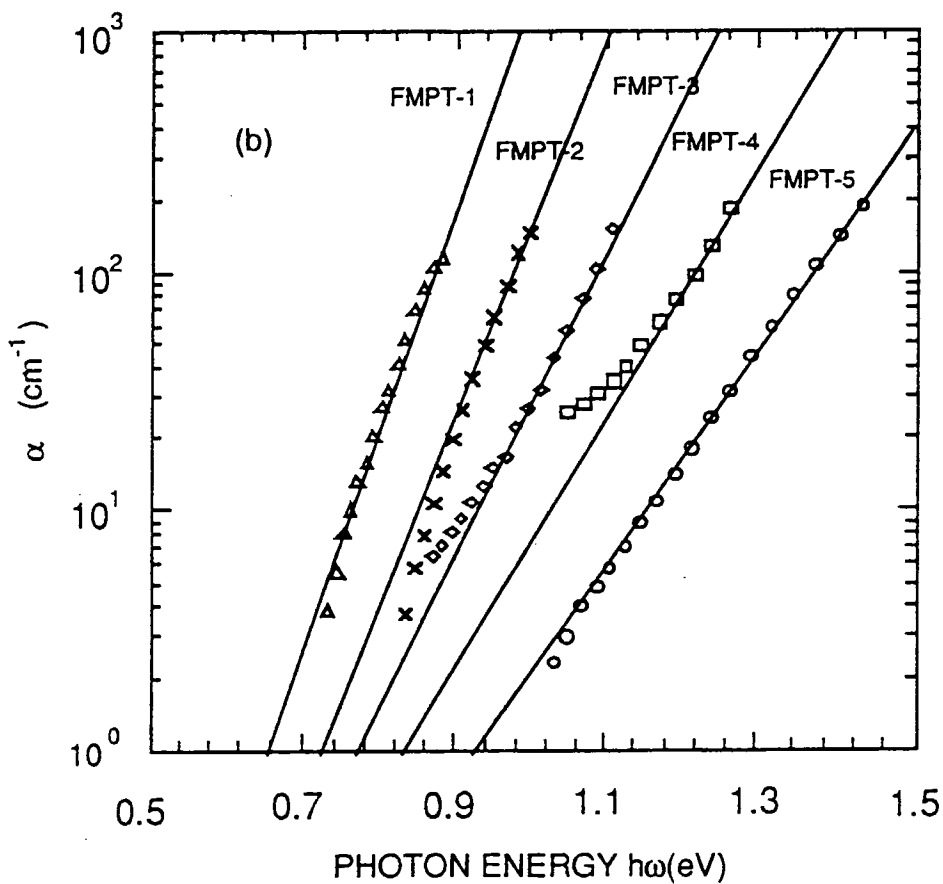 10³
FMPT-1
FMPT-3
(b)
FMPT-2
FMPT-4
FMPT-5
10²
α (cm⁻¹)
10¹
10⁰
0.5 0.7 0.9 1.1 1.3 1.5
PHOTON ENERGY hω(eV)